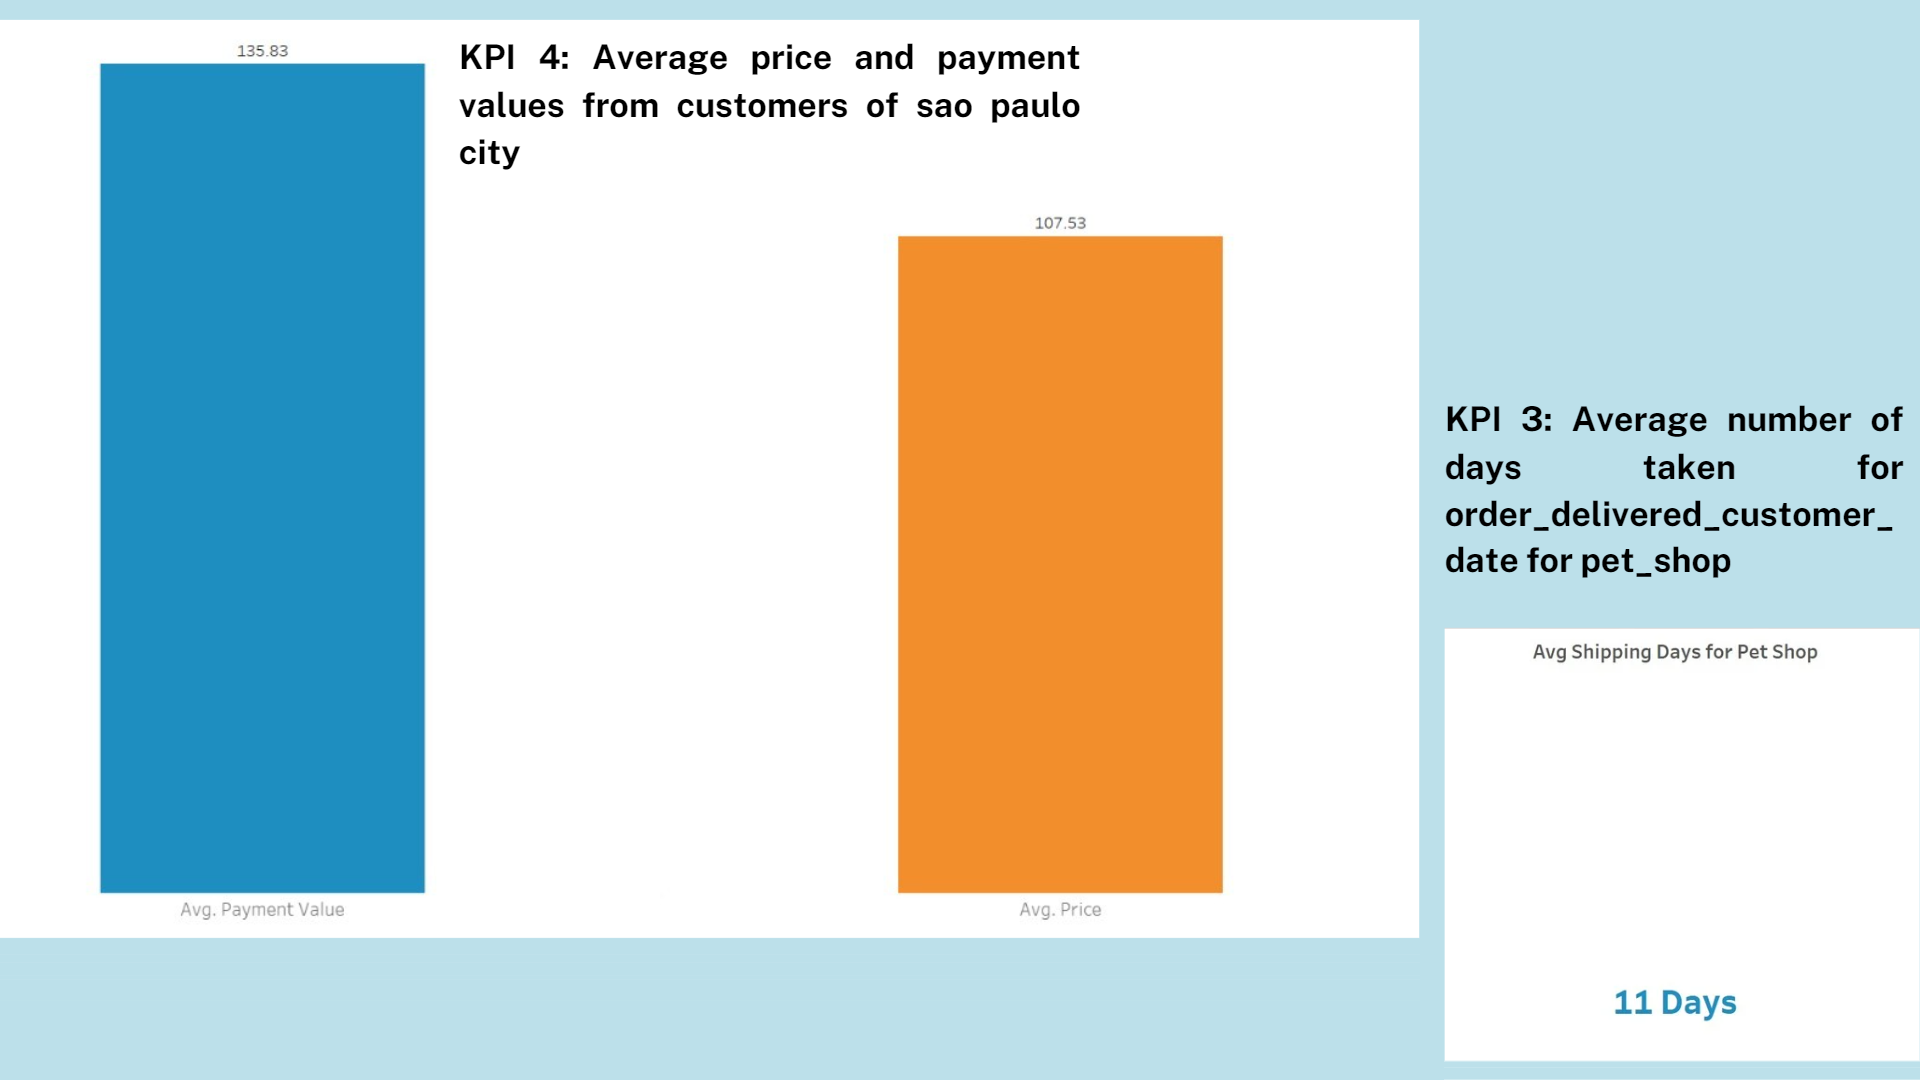 135.83
KPI 4: Average price and payment
values from customers of sao paulo
city
107.53
Avg. Payment Value
Avg. Price
KPI 3: Average number of
days taken for
order_delivered_customer_
date for pet_shop
Avg Shipping Days for Pet Shop
11 Days